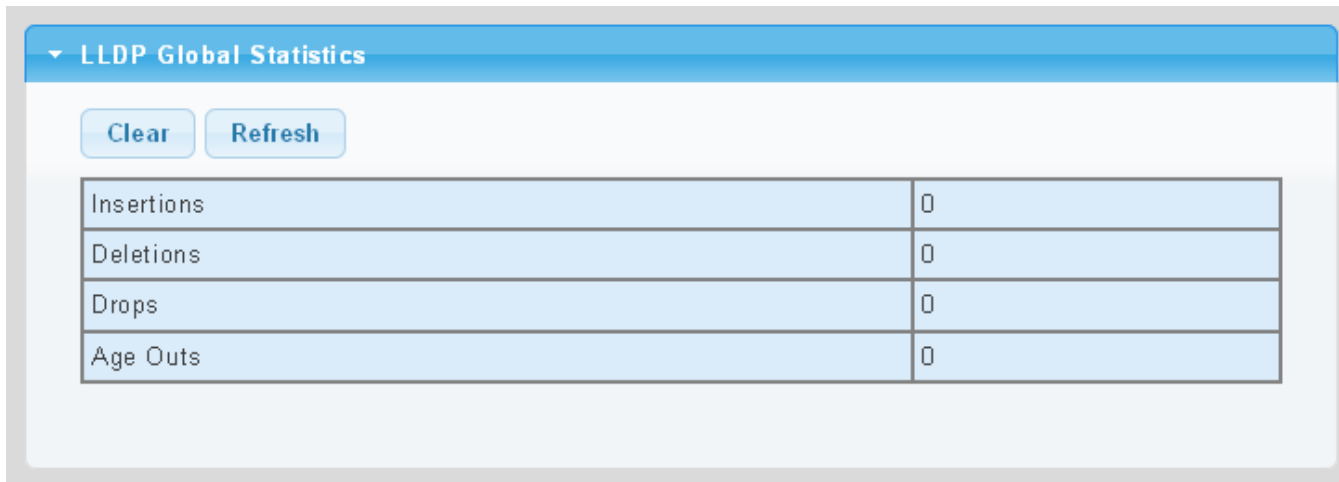 LLDP Global Statistics
Clear Refresh
Insertions 0
Deletions 0
Drops 0
Age Outs 0